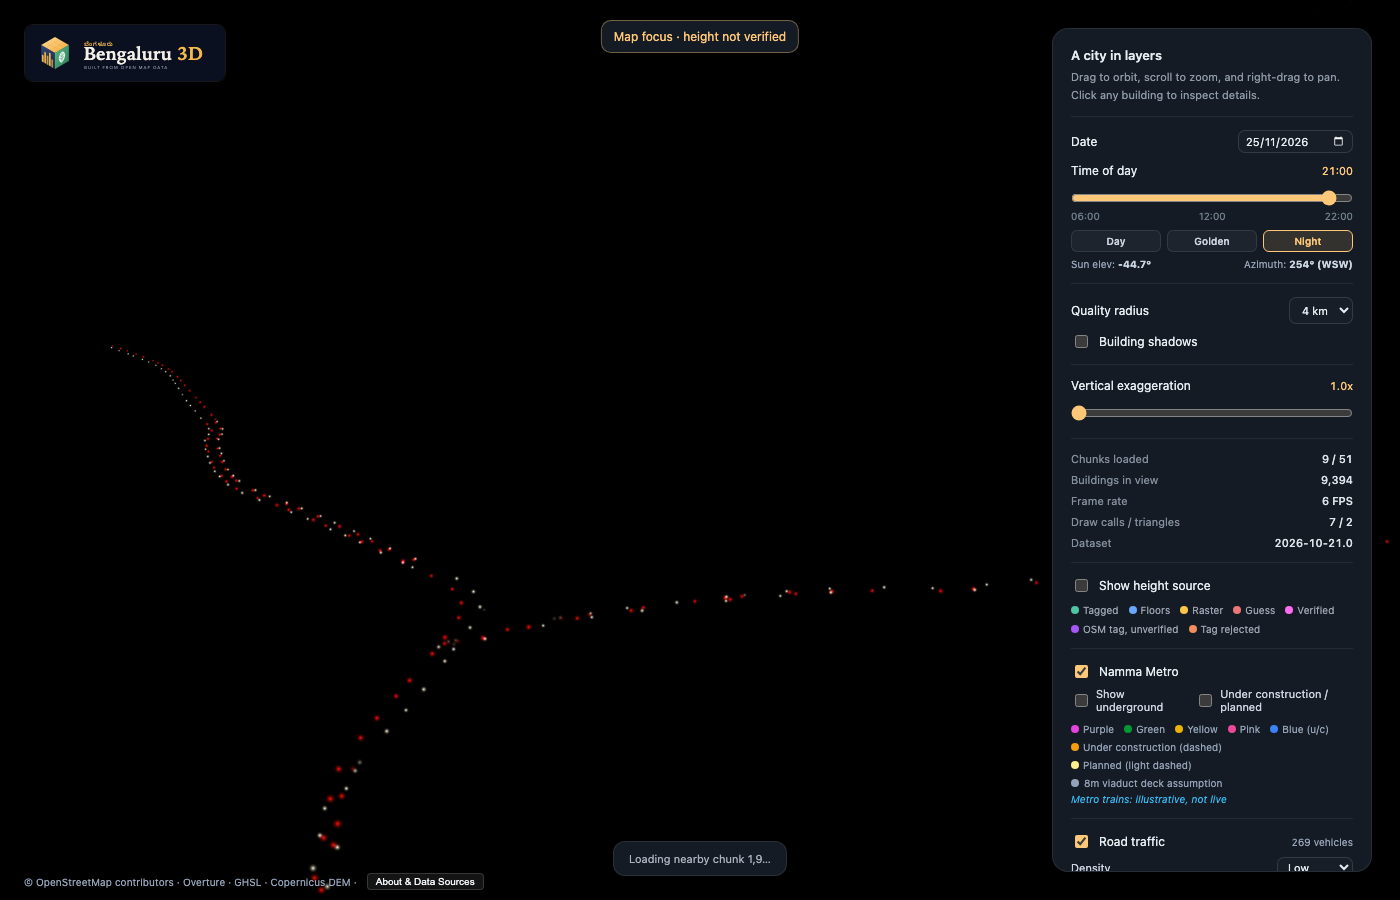 ಬೆಂಗಳೂರು
Bengaluru 3D
BUILT FROM OPEN MAP DATA
Map focus · height not verified
A city in layers
Drag to orbit, scroll to zoom, and right-drag to pan.
Click any building to inspect details.
Date 25/11/2026
Time of day 21:00
06:00 12:00 22:00
Day Golden Night
Sun elev: -44.7° Azimuth: 254° (WSW)
Quality radius 4 km
Building shadows
Vertical exaggeration 1.0x
Chunks loaded 9 / 51
Buildings in view 9,394
Frame rate 6 FPS
Draw calls / triangles 7 / 2
Dataset 2026-10-21.0
Show height source
Tagged Floors Raster Guess Verified
OSM tag, unverified Tag rejected
Namma Metro
Show underground
Under construction / planned
Purple Green Yellow Pink Blue (u/c)
Under construction (dashed)
Planned (light dashed)
8m viaduct deck assumption
Metro trains: illustrative, not live
Road traffic 269 vehicles
Density Low
Loading nearby chunk 1,9...
© OpenStreetMap contributors · Overture · GHSL · Copernicus DEM · About & Data Sources